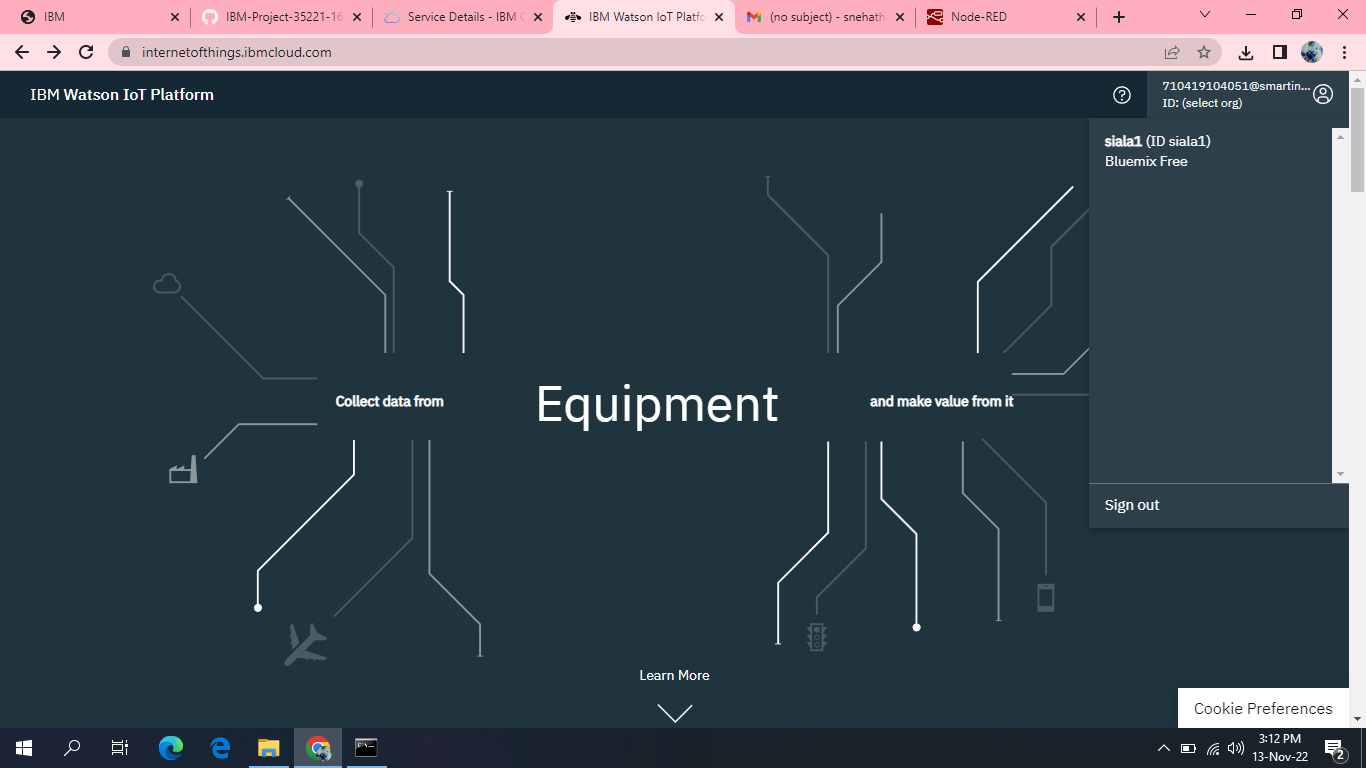 IBM
IBM-Project-35221-16
Service Details - IBM C
IBM Watson IoT Platfo
(no subject) - snehath
Node-RED
internetofthings.ibmcloud.com
IBM Watson IoT Platform
710419104051@smartin...
ID: (select org)
siala1 (ID siala1)
Bluemix Free
Collect data from
Equipment
and make value from it
Sign out
Learn More
Cookie Preferences
3:12 PM
13-Nov-22
2